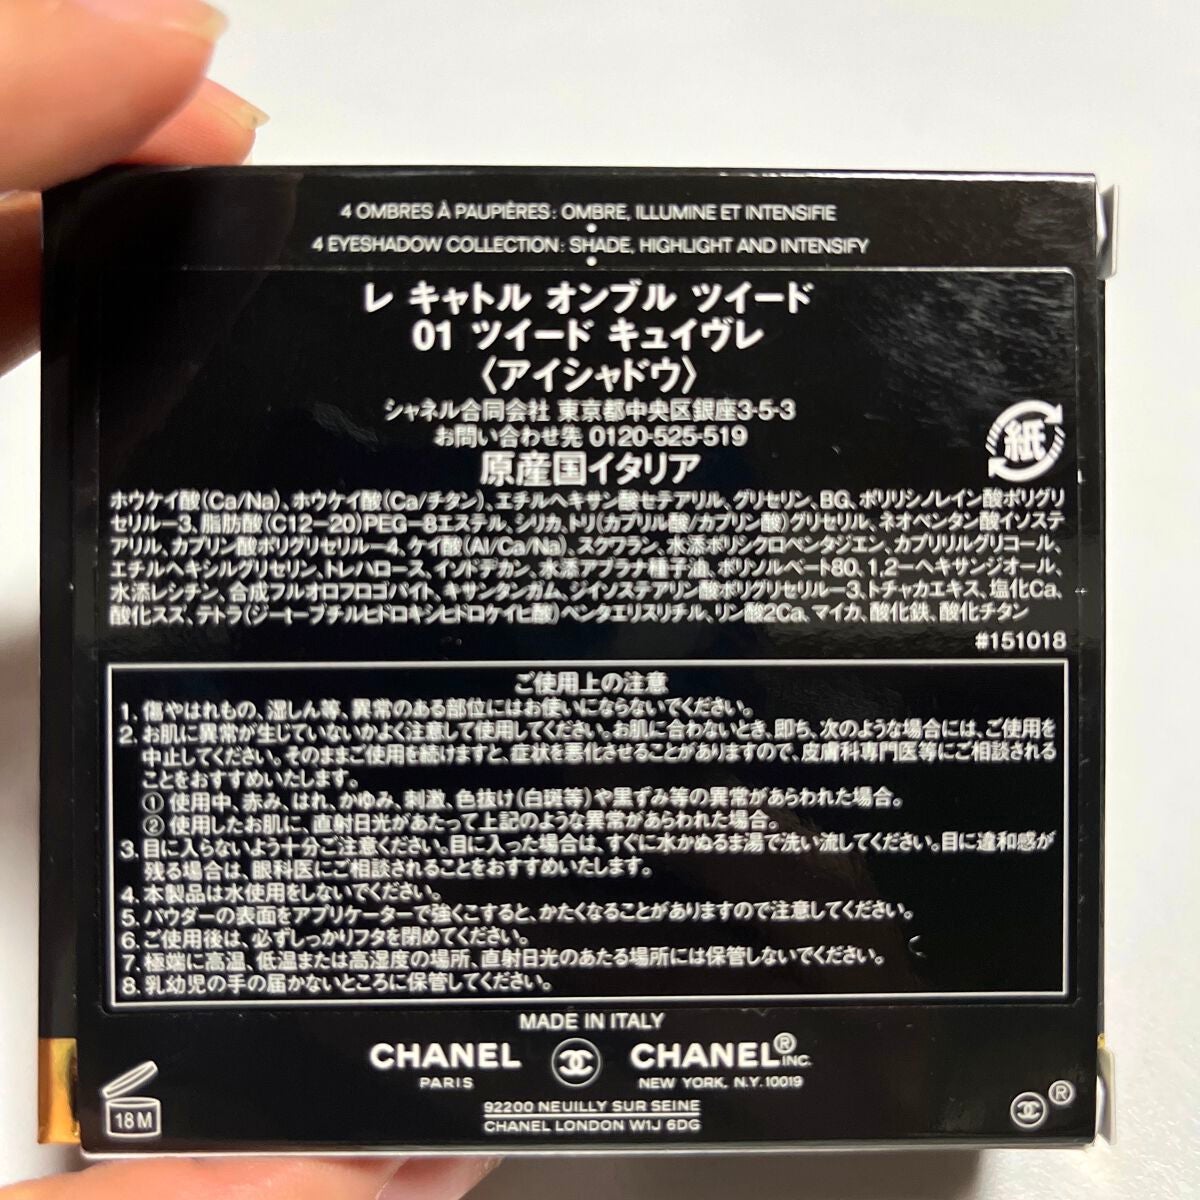 4 OMBRES À PAUPIÈRES: OMBRE, ILLUMINE ET INTENSIFIE
4 EYESHADOW COLLECTION: SHADE, HIGHLIGHT AND INTENSIFY
レ キャトル オンブル ツイード
01 ツイード キュイヴレ
〈アイシャドウ〉
シャネル合同会社 東京都中央区銀座3-5-3
お問い合わせ先 0120-525-519
原産国イタリア
紙
ホウケイ酸(Ca/Na)、ホウケイ酸(Ca/チタン)、エチルヘキサン酸セテアリル、グリセリン、BG、ポリリシノレイン酸ポリグリ
セリル−3、脂肪酸(C12−20)PEG−8エステル、シリカ、トリ(カプリル酸/カプリン酸)グリセリル、ネオペンタン酸イソステ
アリル、カプリン酸ポリグリセリル−4、ケイ酸(Al/Ca/Na)、スクワラン、水添ポリシクロペンタジエン、カプリリルグリコール、
エチルヘキシルグリセリン、トレハロース、イソドデカン、水添アブラナ種子油、ポリソルベート80、1,2−ヘキサンジオール、
水添レシチン、合成フルオロフロゴパイト、キサンタンガム、ジイソステアリン酸ポリグリセリル−3、トチャカエキス、塩化Ca、
酸化スズ、テトラ(ジ−t−ブチルヒドロキシヒドロケイヒ酸)ペンタエリスリチル、リン酸2Ca、マイカ、酸化鉄、酸化チタン
#151018
ご使用上の注意
1. 傷やはれもの、湿しん等、異常のある部位にはお使いにならないでください。
2. お肌に異常が生じていないかよく注意して使用してください。お肌に合わないとき、即ち、次のような場合には、ご使用を
中止してください。そのままご使用を続けますと、症状を悪化させることがありますので、皮膚科専門医等にご相談される
ことをおすすめいたします。
① 使用中、赤み、はれ、かゆみ、刺激、色抜け(白斑等)や黒ずみ等の異常があらわれた場合。
② 使用したお肌に、直射日光があたって上記のような異常があらわれた場合。
3. 目に入らないよう十分ご注意ください。目に入った場合は、すぐに水かぬるま湯で洗い流してください。目に違和感が
残る場合は、眼科医にご相談されることをおすすめいたします。
4. 本製品は水使用をしないでください。
5. パウダーの表面をアプリケーターで強くこすると、かたくなることがありますので注意してください。
6. ご使用後は、必ずしっかりフタを閉めてください。
7. 極端に高温、低温または高湿度の場所、直射日光のあたる場所には保管しないでください。
8. 乳幼児の手の届かないところに保管してください。
MADE IN ITALY
CHANEL CHANEL® INC.
PARIS NEW YORK, N.Y. 10019
92200 NEUILLY SUR SEINE
CHANEL LONDON W1J 6DG
18 M
®